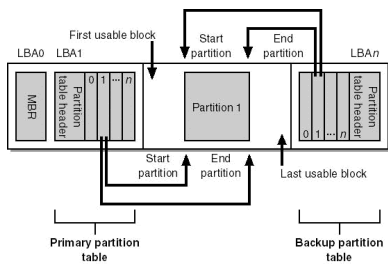 First usable block
Start
partition
End
partition
LBA0
LBA1
LBAn
MBR
Partition
table header
0
1
...
n
Partition 1
Partition
table header
0
1
...
n
Start
partition
End
partition
Last usable block
Primary partition
table
Backup partition
table